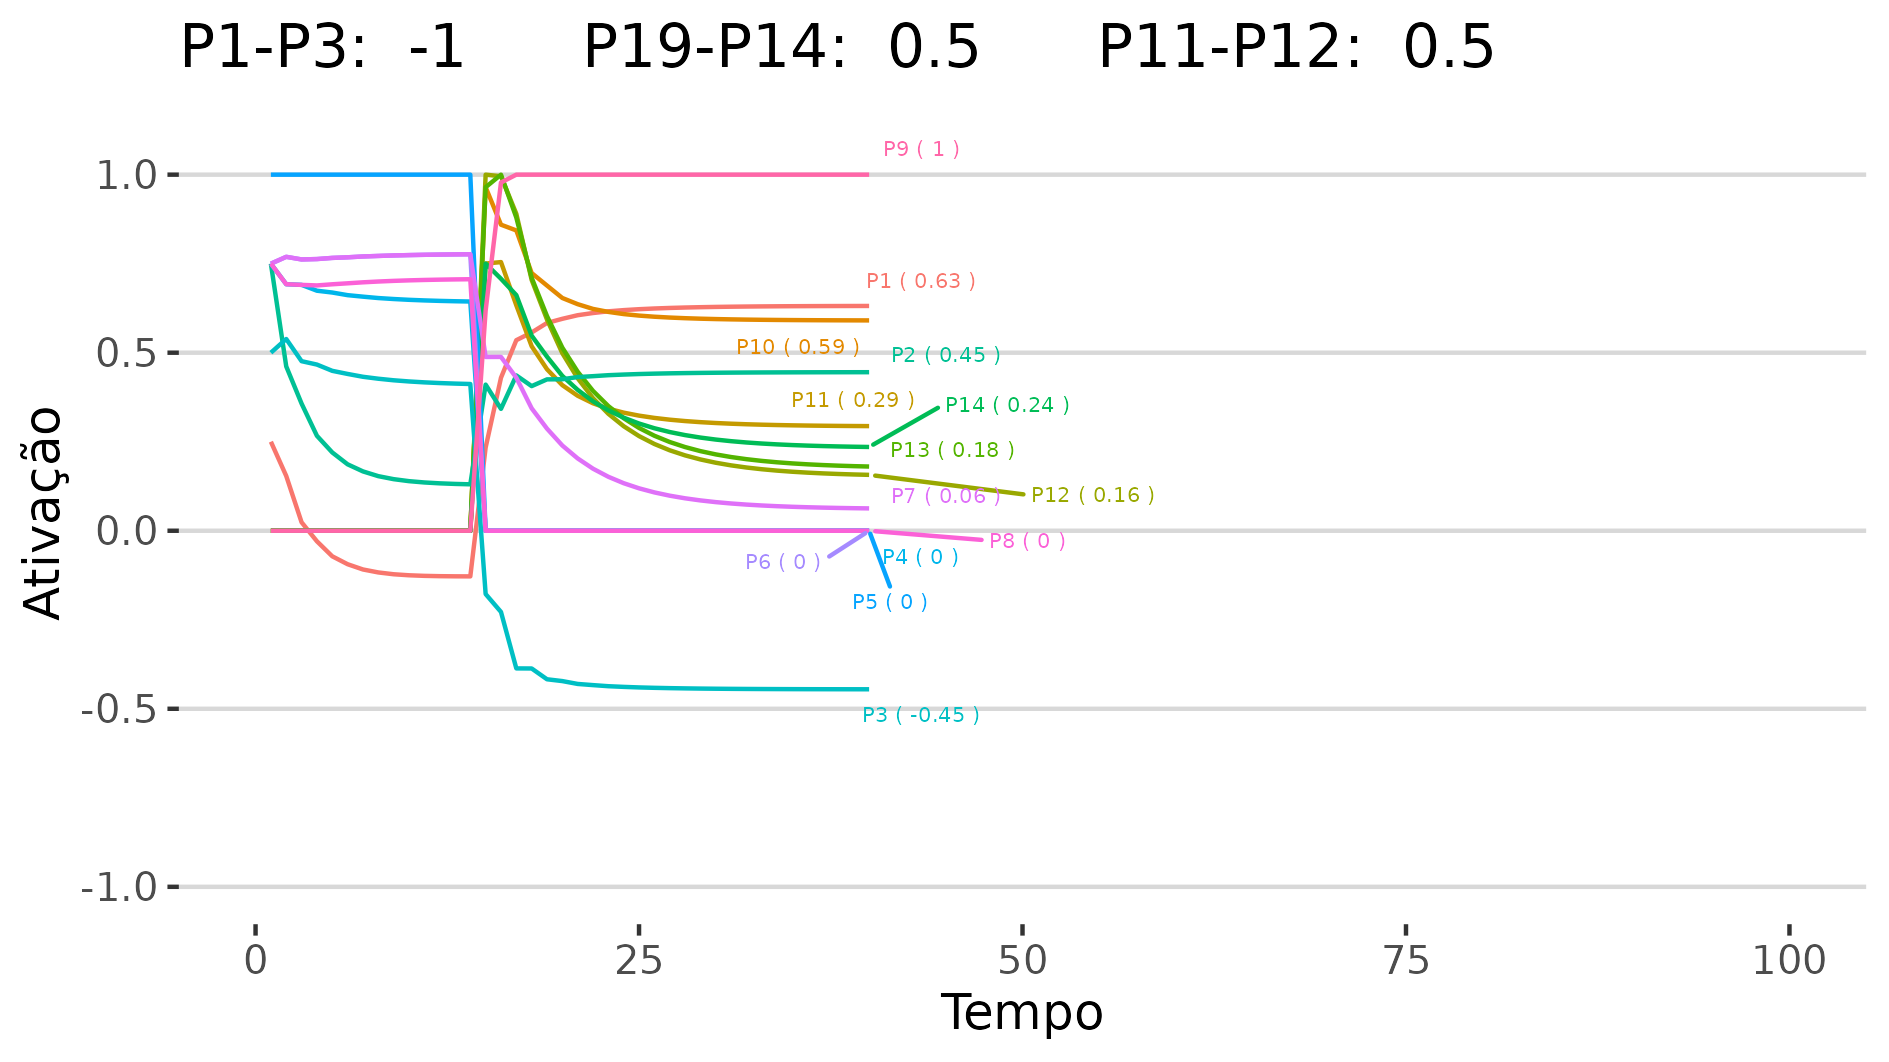 P1-P3:  -1    P19-P14:  0.5    P11-P12:  0.5
P9 ( 1 )
1.0
P1 ( 0.63 )
P10 ( 0.59 )
0.5
P2 ( 0.45 )
P11 ( 0.29 )
P14 ( 0.24 )
P13 ( 0.18 )
P7 ( 0.06 )
P12 ( 0.16 )
0.0
P8 ( 0 )
P6 ( 0 )
P4 ( 0 )
P5 ( 0 )
-0.5
P3 ( -0.45 )
-1.0
Ativação
0 25 50 75 100
Tempo